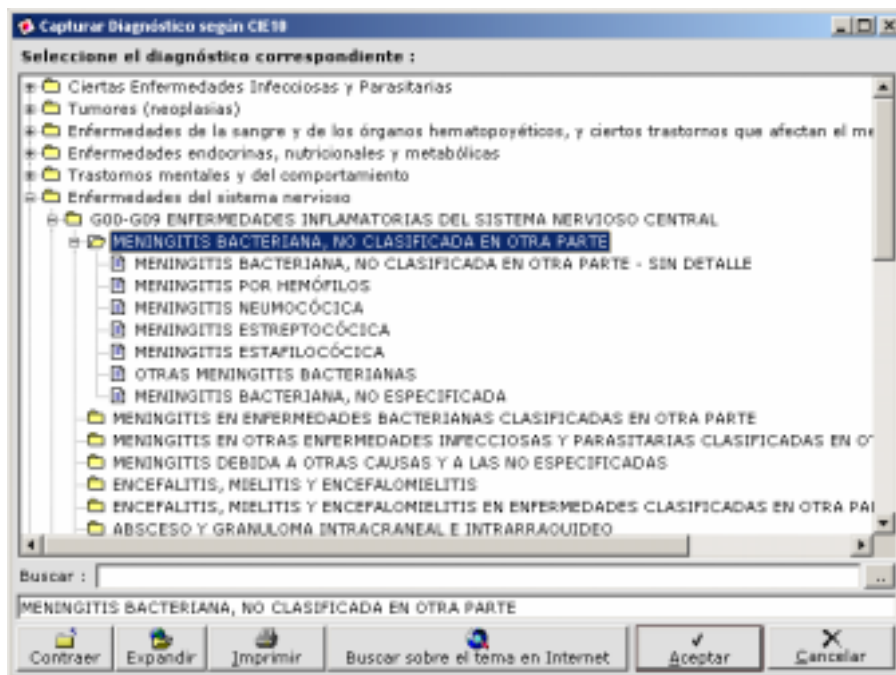 Capturar Diagnóstico según CIE10
Seleccione el diagnóstico correspondiente :
Ciertas Enfermedades Infecciosas y Parasitarias
Tumores (neoplasias)
Enfermedades de la sangre y de los órganos hematopoyéticos, y ciertos trastornos que afectan el me
Enfermedades endocrinas, nutricionales y metabólicas
Trastornos mentales y del comportamiento
Enfermedades del sistema nervioso
G00-G09 ENFERMEDADES INFLAMATORIAS DEL SISTEMA NERVIOSO CENTRAL
MENINGITIS BACTERIANA, NO CLASIFICADA EN OTRA PARTE
MENINGITIS BACTERIANA, NO CLASIFICADA EN OTRA PARTE - SIN DETALLE
MENINGITIS POR HEMÓFILOS
MENINGITIS NEUMOCÓCICA
MENINGITIS ESTREPTOCÓCICA
MENINGITIS ESTAFILOCÓCICA
OTRAS MENINGITIS BACTERIANAS
MENINGITIS BACTERIANA, NO ESPECIFICADA
MENINGITIS EN ENFERMEDADES BACTERIANAS CLASIFICADAS EN OTRA PARTE
MENINGITIS EN OTRAS ENFERMEDADES INFECCIOSAS Y PARASITARIAS CLASIFICADAS EN OT
MENINGITIS DEBIDA A OTRAS CAUSAS Y A LAS NO ESPECIFICADAS
ENCEFALITIS, MIELITIS Y ENCEFALOMIELITIS
ENCEFALITIS, MIELITIS Y ENCEFALOMIELITIS EN ENFERMEDADES CLASIFICADAS EN OTRA PAR
ABSCESO Y GRANULOMA INTRACRANEAL E INTRARRAQUIDEO
Buscar : ..
MENINGITIS BACTERIANA, NO CLASIFICADA EN OTRA PARTE
Contraer Expandir Imprimir Buscar sobre el tema en Internet Aceptar Cancelar